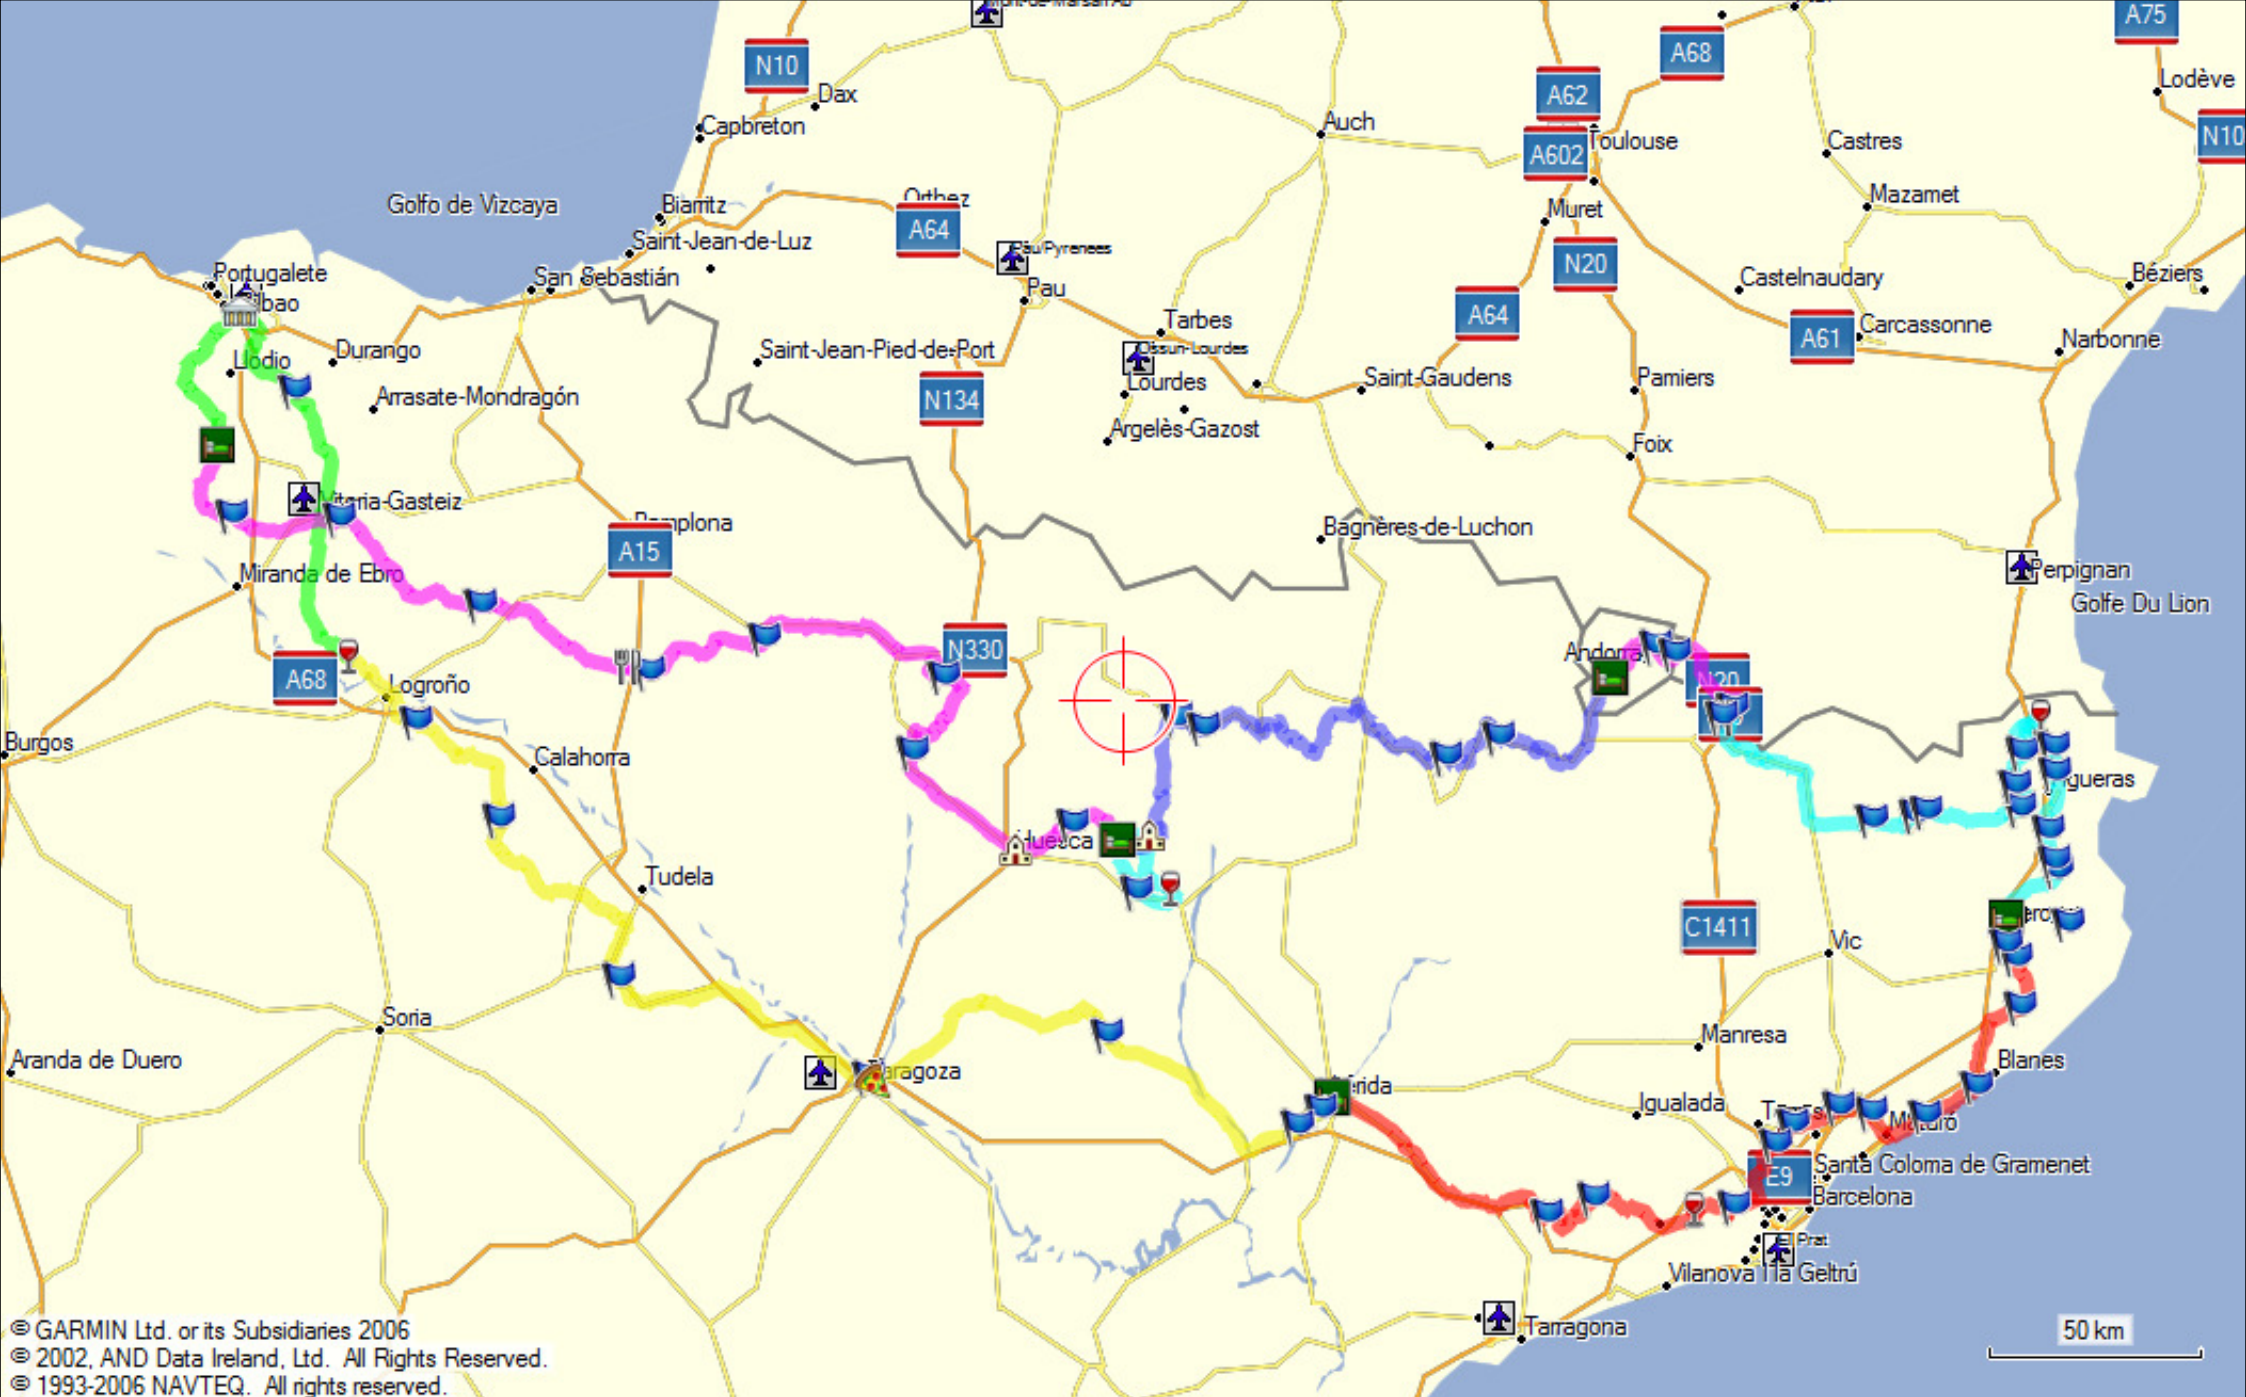 A75
N10
A68
Lodève
Dax
A62
N10
Capbreton
Auch
Toulouse
Castres
A602
Mazamet
Golfo de Vizcaya
Biarritz
Orthez
Muret
A64
Saint-Jean-de-Luz
Pau/Pyrenees
N20
Portugalete
San Sebastián
Castelnaudary
Béziers
Pau
Bilbao
A64
Tarbes
Carcassonne
A61
Narbonne
Llodio
Durango
Saint-Jean-Pied-de-Port
Ossun-Lourdes
Lourdes
Saint-Gaudens
Pamiers
Arrasate-Mondragón
N134
Argelès-Gazost
Foix
Vitoria-Gasteiz
Pamplona
Bagnères-de-Luchon
A15
Miranda de Ebro
Perpignan
Golfe Du Lion
N330
Andorra
A68
N20
Logroño
Burgos
Calahorra
gueras
Huesca
Tudela
C1411
Vic
Soria
Manresa
Aranda de Duero
Zaragoza
Lérida
Blanes
Igualada
Mataró
E9
Santa Coloma de Gramenet
Barcelona
El Prat
Vilanova I la Geltrú
Tarragona
50 km
© GARMIN Ltd. or its Subsidiaries 2006
© 2002, AND Data Ireland, Ltd. All Rights Reserved.
© 1993-2006 NAVTEQ. All rights reserved.